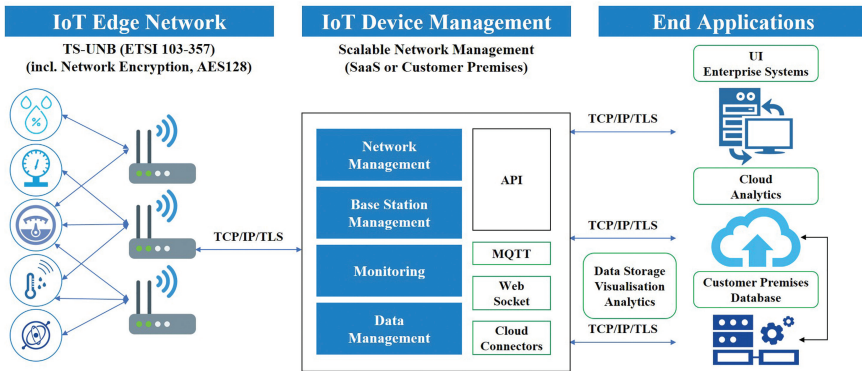 IoT Edge Network
TS-UNB (ETSI 103-357)
(incl. Network Encryption, AES128)
%
TCP/IP/TLS
IoT Device Management
Scalable Network Management
(SaaS or Customer Premises)
Network
Management
Base Station
Management
Monitoring
Data
Management
API
MQTT
Web
Socket
Cloud
Connectors
End Applications
TCP/IP/TLS
UI
Enterprise Systems
Cloud
Analytics
TCP/IP/TLS
Data Storage
Visualisation
Analytics
Customer Premises
Database
TCP/IP/TLS